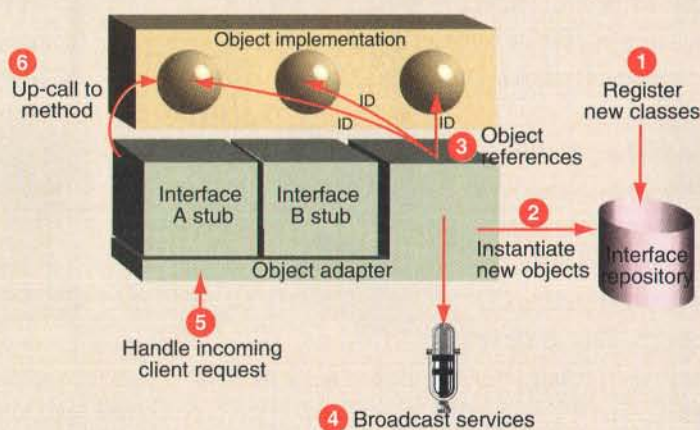 Object implementation
6
Up-call to
method
1
Register
new classes
ID
ID
ID
3
Object
references
Interface
A stub
Interface
B stub
2
Instantiate
new objects
Interface
repository
Object adapter
5
Handle incoming
client request
4 Broadcast services